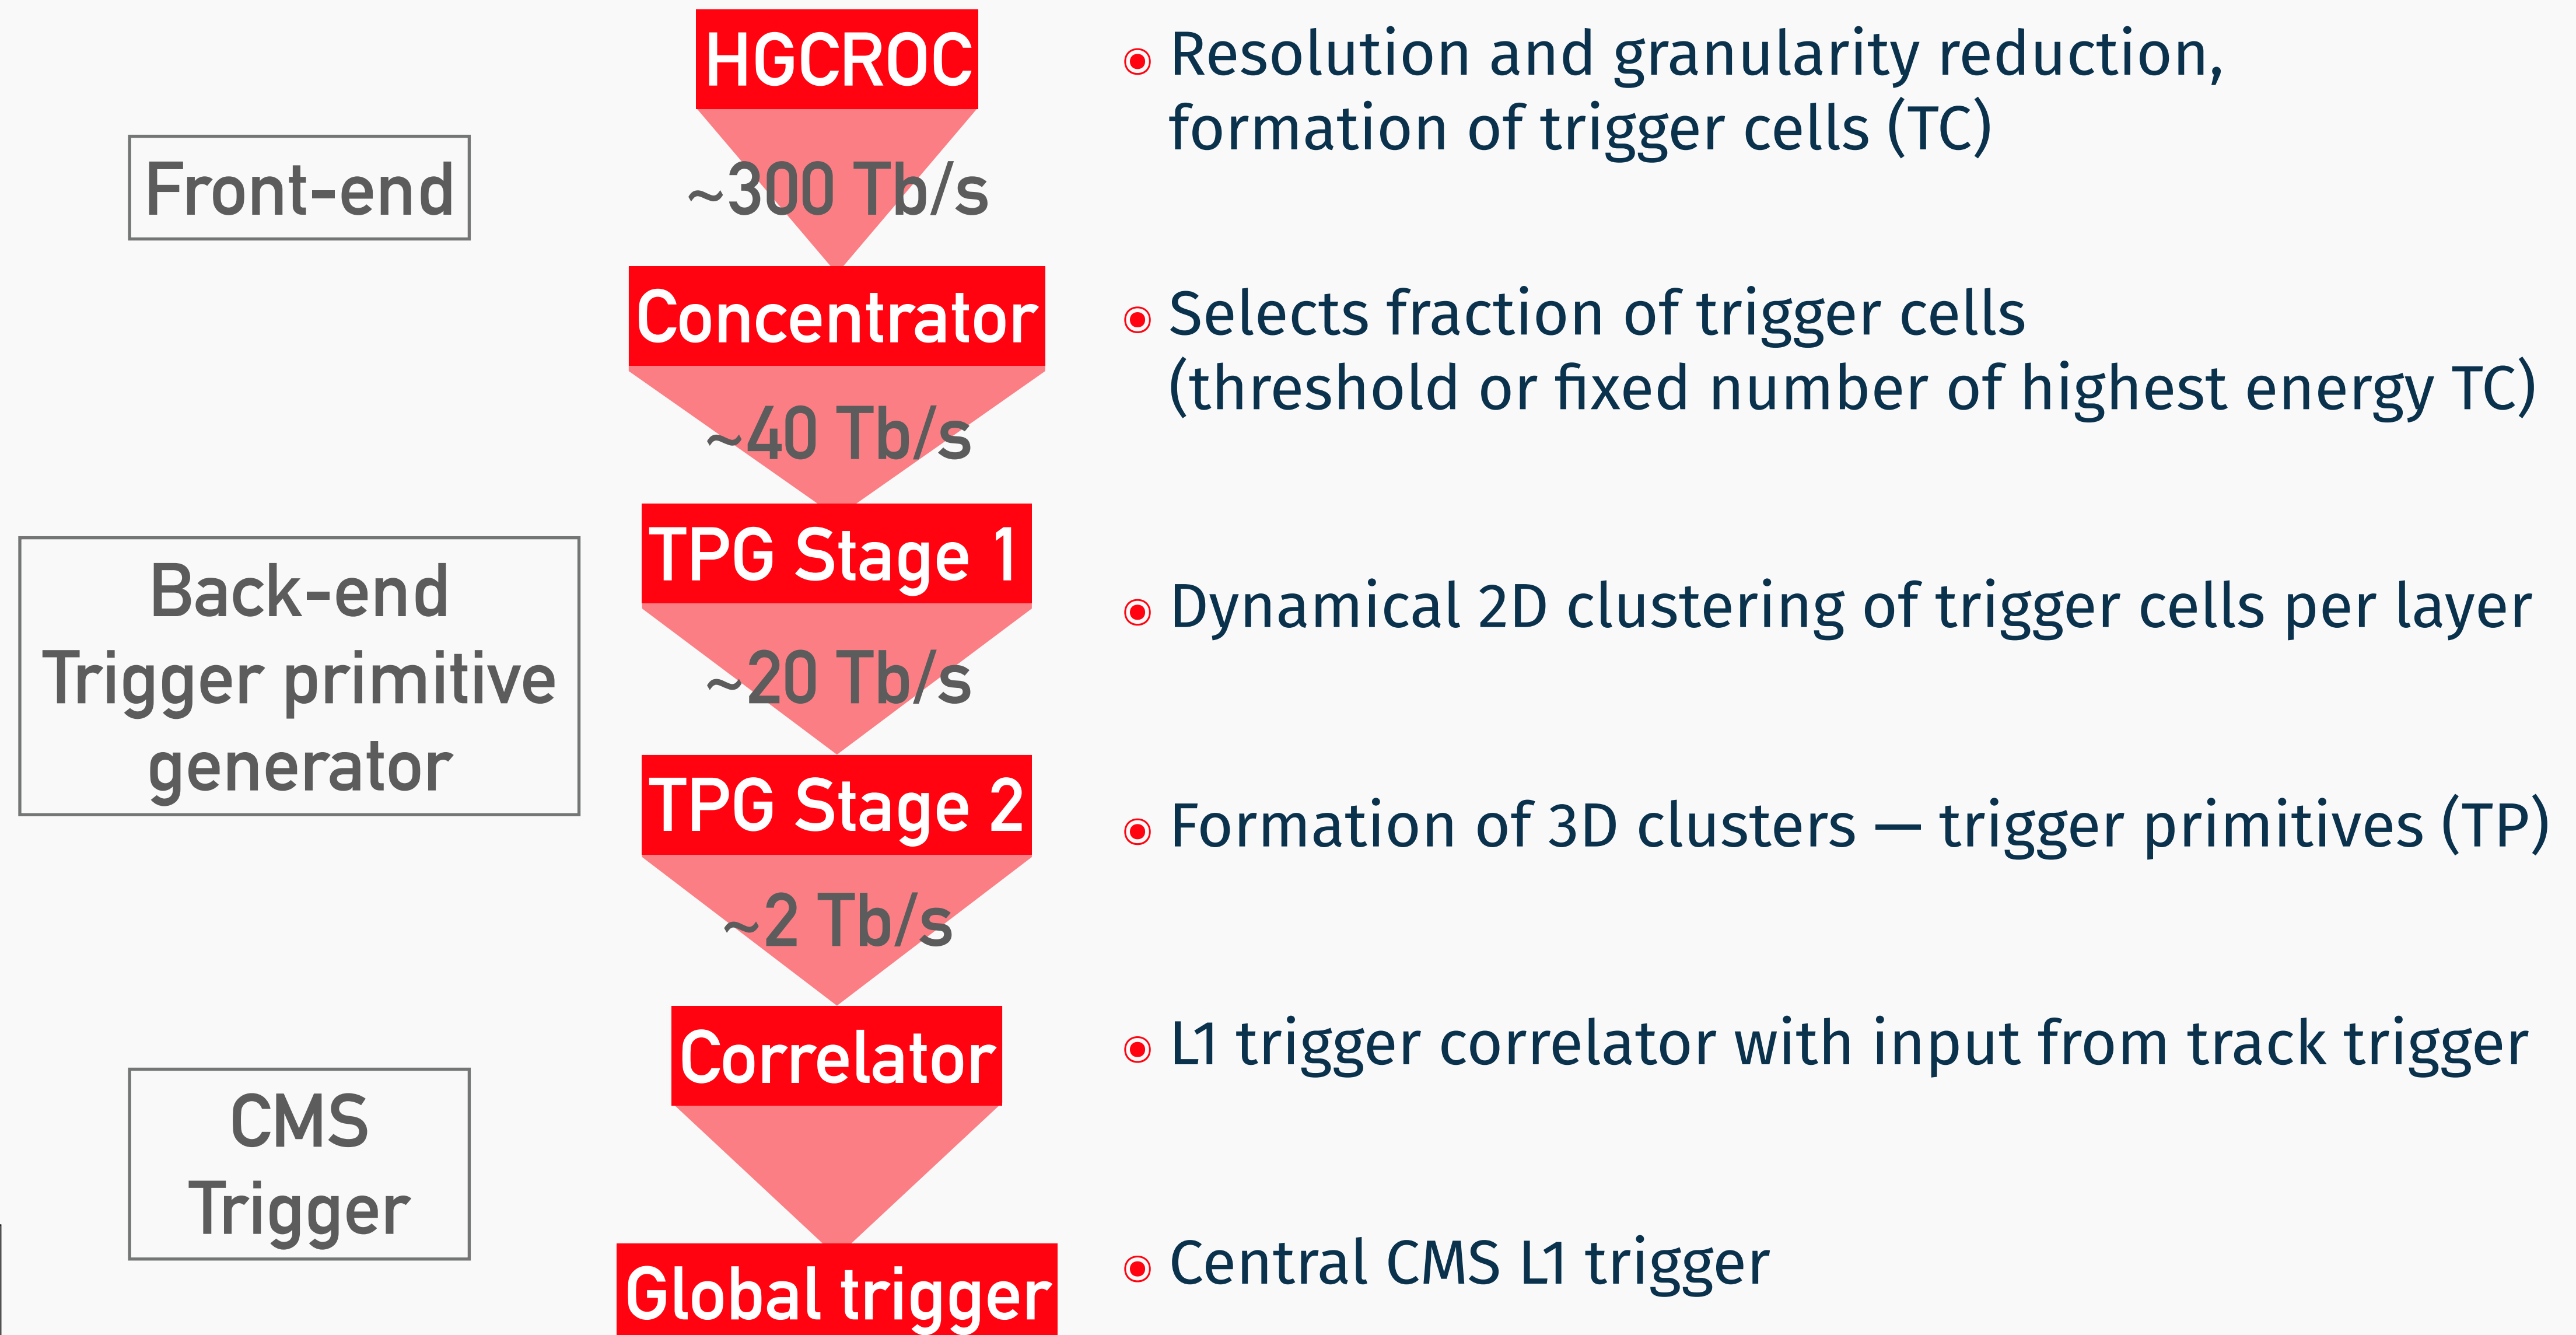 HGCROC
Resolution and granularity reduction,
formation of trigger cells (TC)
Front-end
~300 Tb/s
Concentrator
Selects fraction of trigger cells
(threshold or fixed number of highest energy TC)
~40 Tb/s
TPG Stage 1
Dynamical 2D clustering of trigger cells per layer
Back-end
Trigger primitive
generator
~20 Tb/s
TPG Stage 2
Formation of 3D clusters — trigger primitives (TP)
~2 Tb/s
Correlator
L1 trigger correlator with input from track trigger
CMS
Trigger
Global trigger
Central CMS L1 trigger